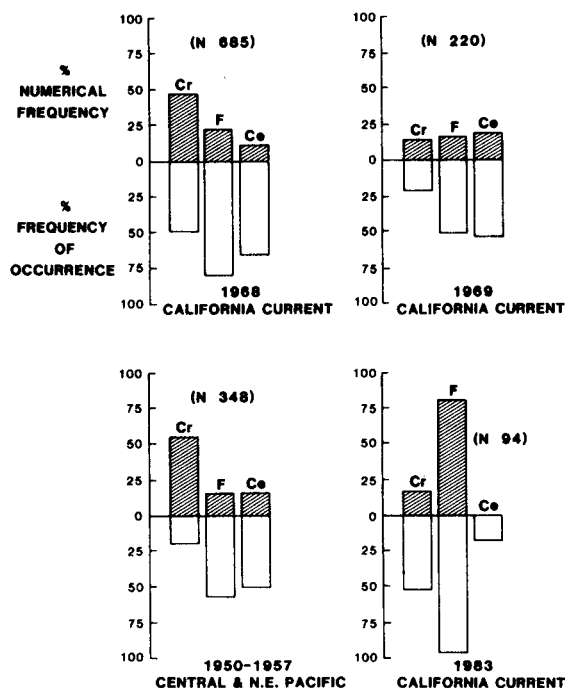 %
NUMERICAL
FREQUENCY
%
FREQUENCY
OF
OCCURRENCE
100
75
50
25
0
25
50
75
100
(N 685)
Cr
F
Ce
1968
CALIFORNIA CURRENT
100
75
50
25
0
25
50
75
100
(N 220)
Cr
F
Ce
1969
CALIFORNIA CURRENT
100
75
50
25
0
25
50
75
100
(N 348)
Cr
F
Ce
1950-1957
CENTRAL & N.E. PACIFIC
100
75
50
25
0
25
50
75
100
F
(N 94)
Cr
Ce
1983
CALIFORNIA CURRENT